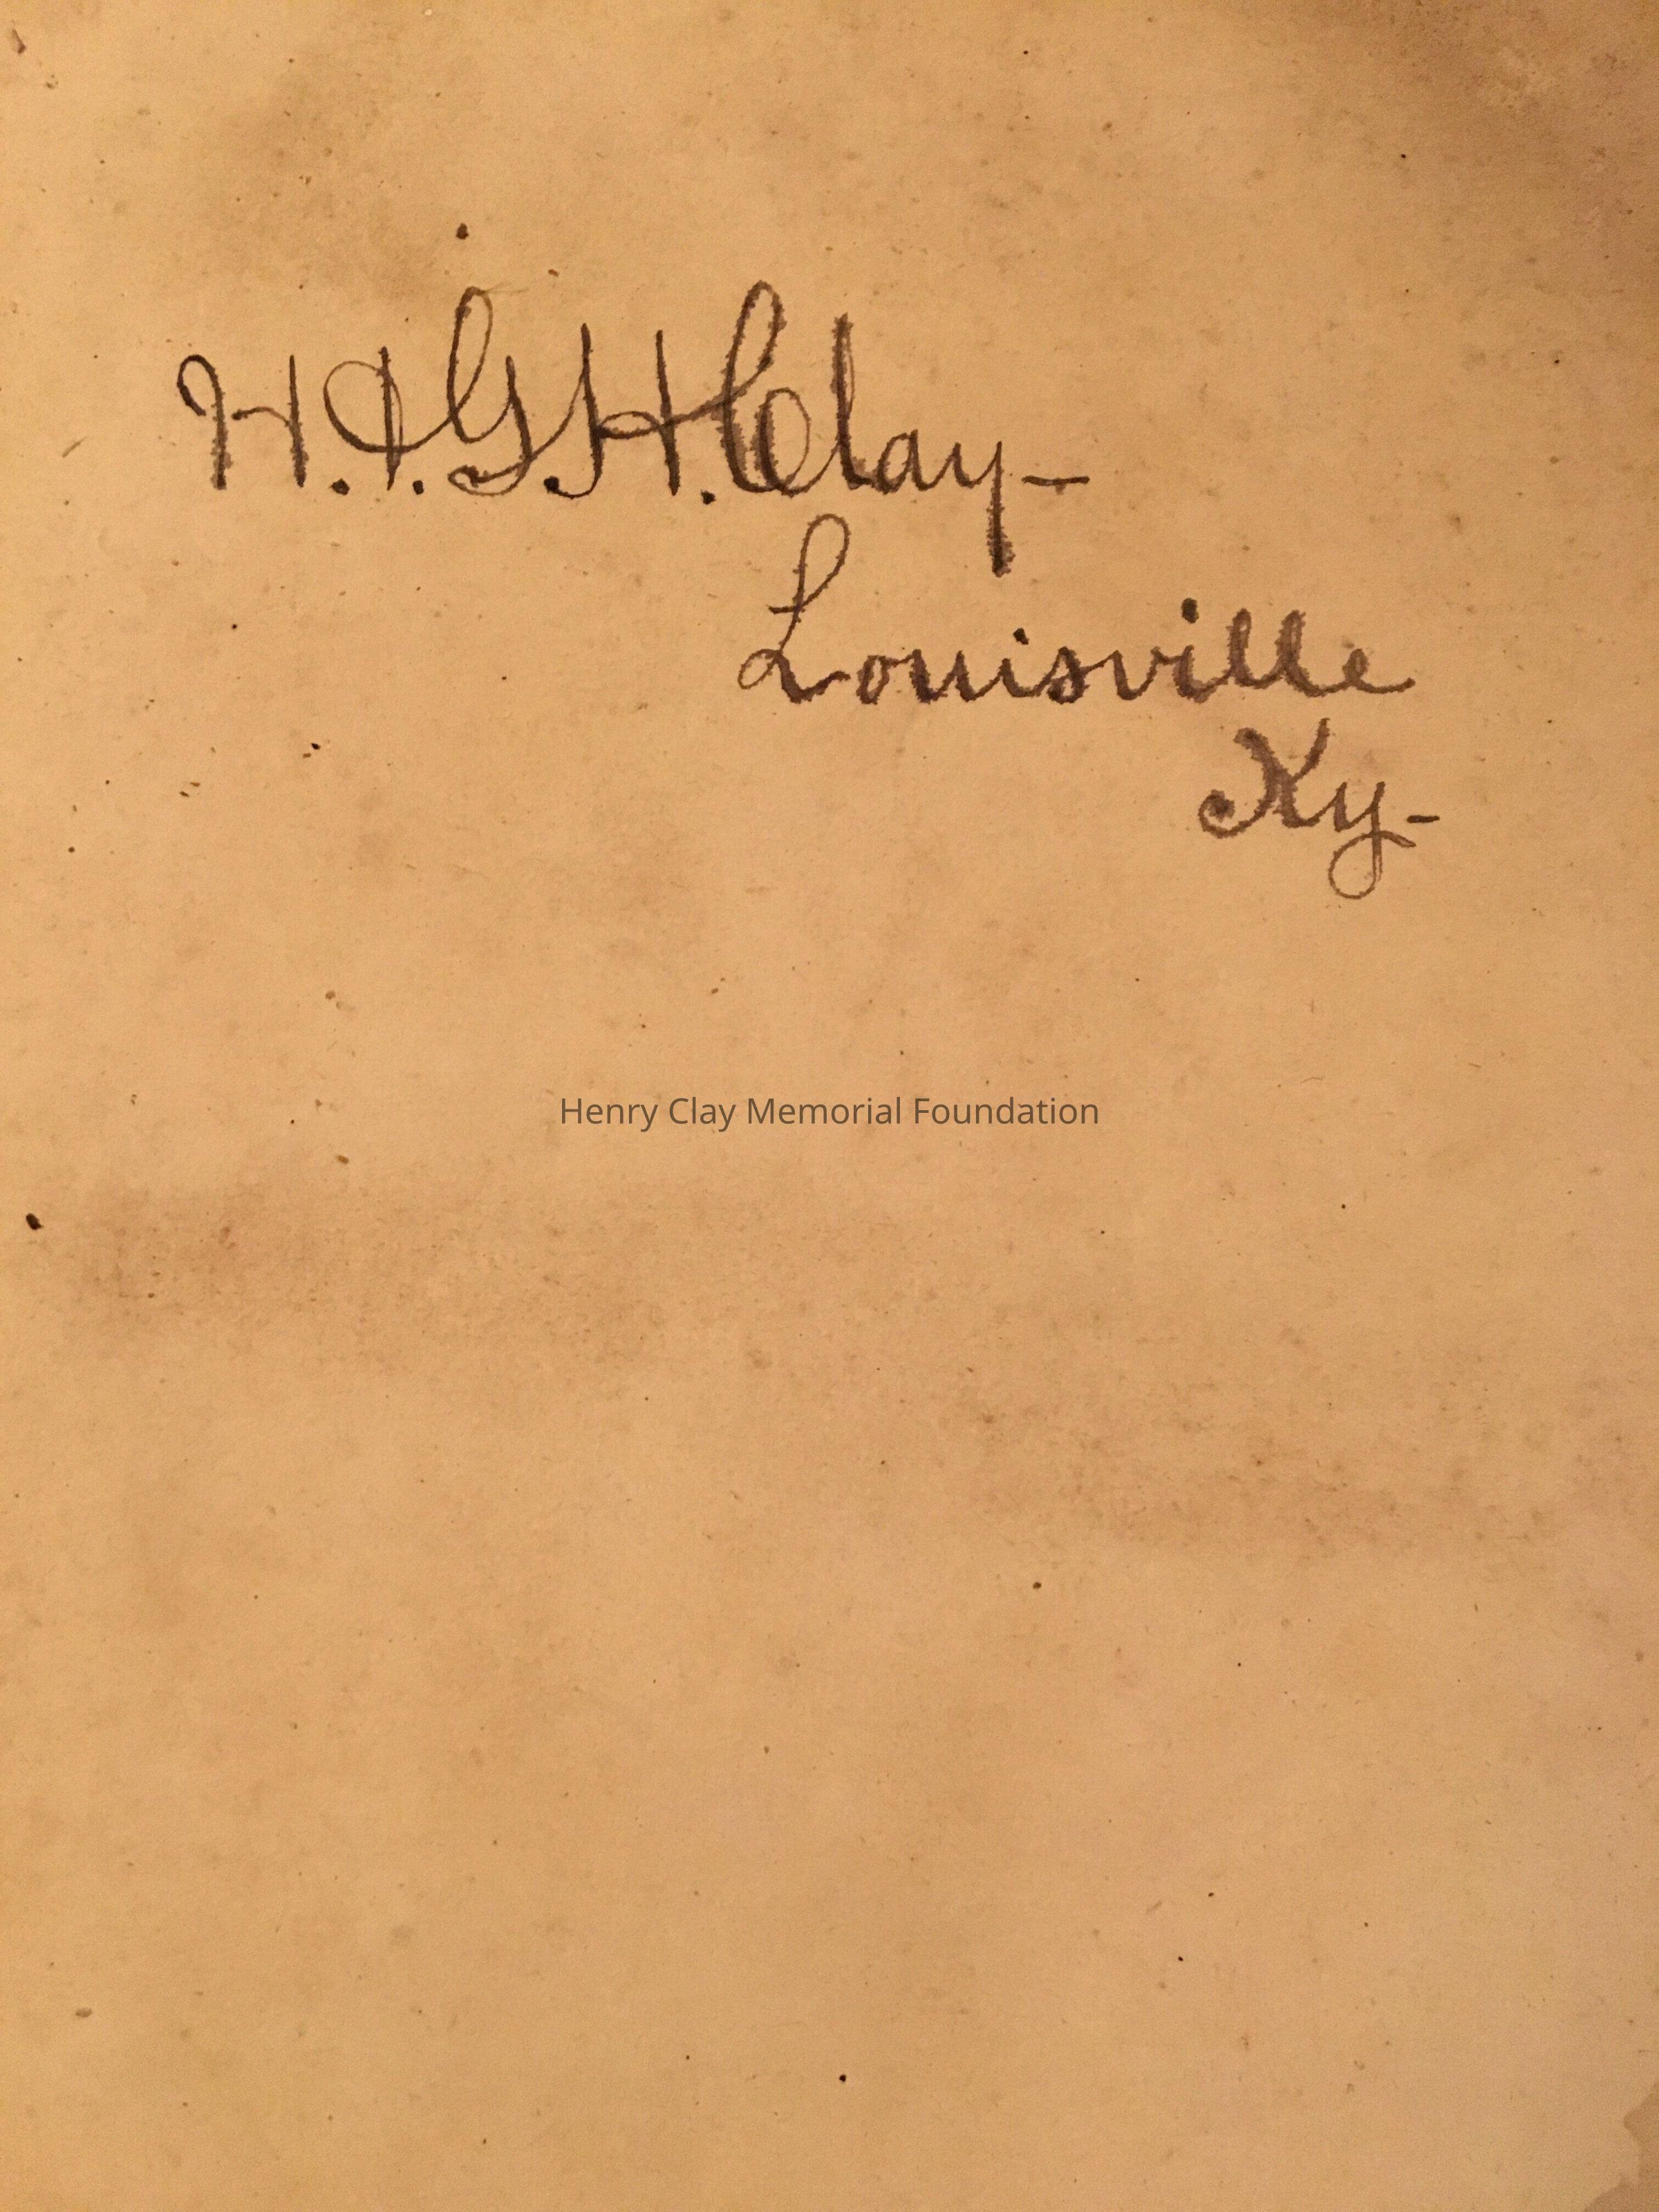 H.I.G.H. Clay-
Louisville
Ky-
Henry Clay Memorial Foundation